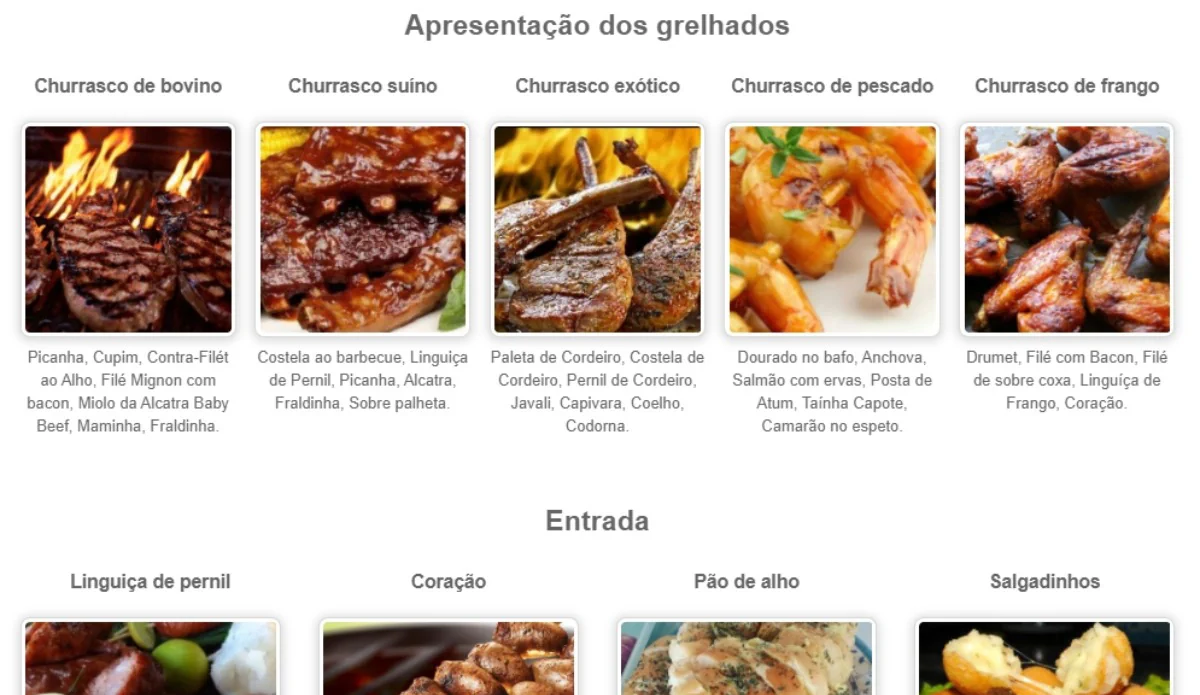 Apresentação dos grelhados
Churrasco de bovino
Churrasco suíno
Churrasco exótico
Churrasco de pescado
Churrasco de frango
Picanha, Cupim, Contra-Filét
ao Alho, Filé Mignon com
bacon, Miolo da Alcatra Baby
Beef, Maminha, Fraldinha.
Costela ao barbecue, Linguiça
de Pernil, Picanha, Alcatra,
Fraldinha, Sobre palheta.
Paleta de Cordeiro, Costela de
Cordeiro, Pernil de Cordeiro,
Javali, Capivara, Coelho,
Codorna.
Dourado no bafo, Anchova,
Salmão com ervas, Posta de
Atum, Taínha Capote,
Camarão no espeto.
Drumet, Filé com Bacon, Filé
de sobre coxa, Linguíça de
Frango, Coração.
Entrada
Linguiça de pernil
Coração
Pão de alho
Salgadinhos